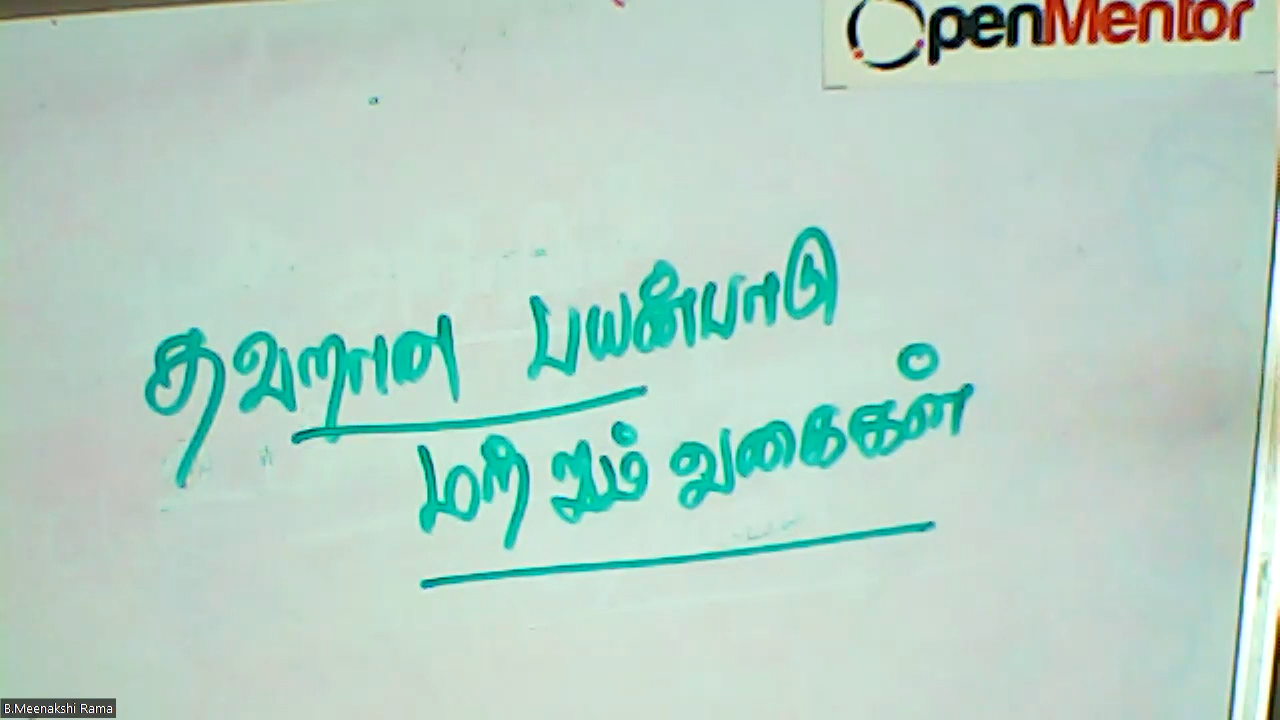 OpenMentor
தவறான பயன்பாடு
மற்றும் வகைகள்
B.Meenakshi Rama